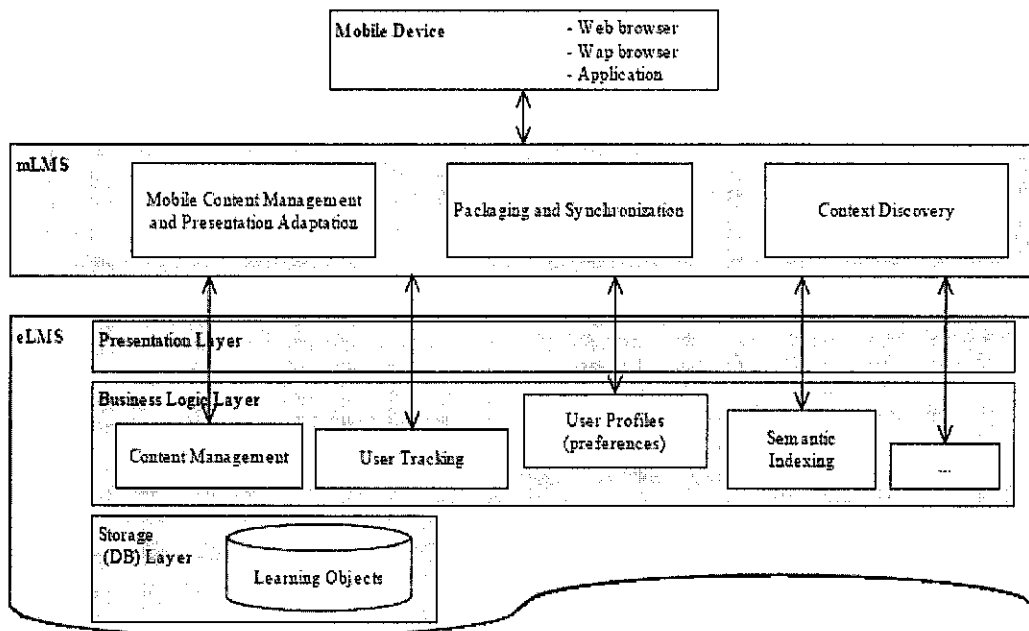 Mobile Device
- Web browser
- Wap browser
- Application
mLMS
Mobile Content Management
and Presentation Adaptation
Packaging and Synchronization
Context Discovery
eLMS
Presentation Layer
Business Logic Layer
Content Management
User Tracking
User Profiles
(preferences)
Semantic
Indexing
...
Storage
(DB) Layer
Learning Objects